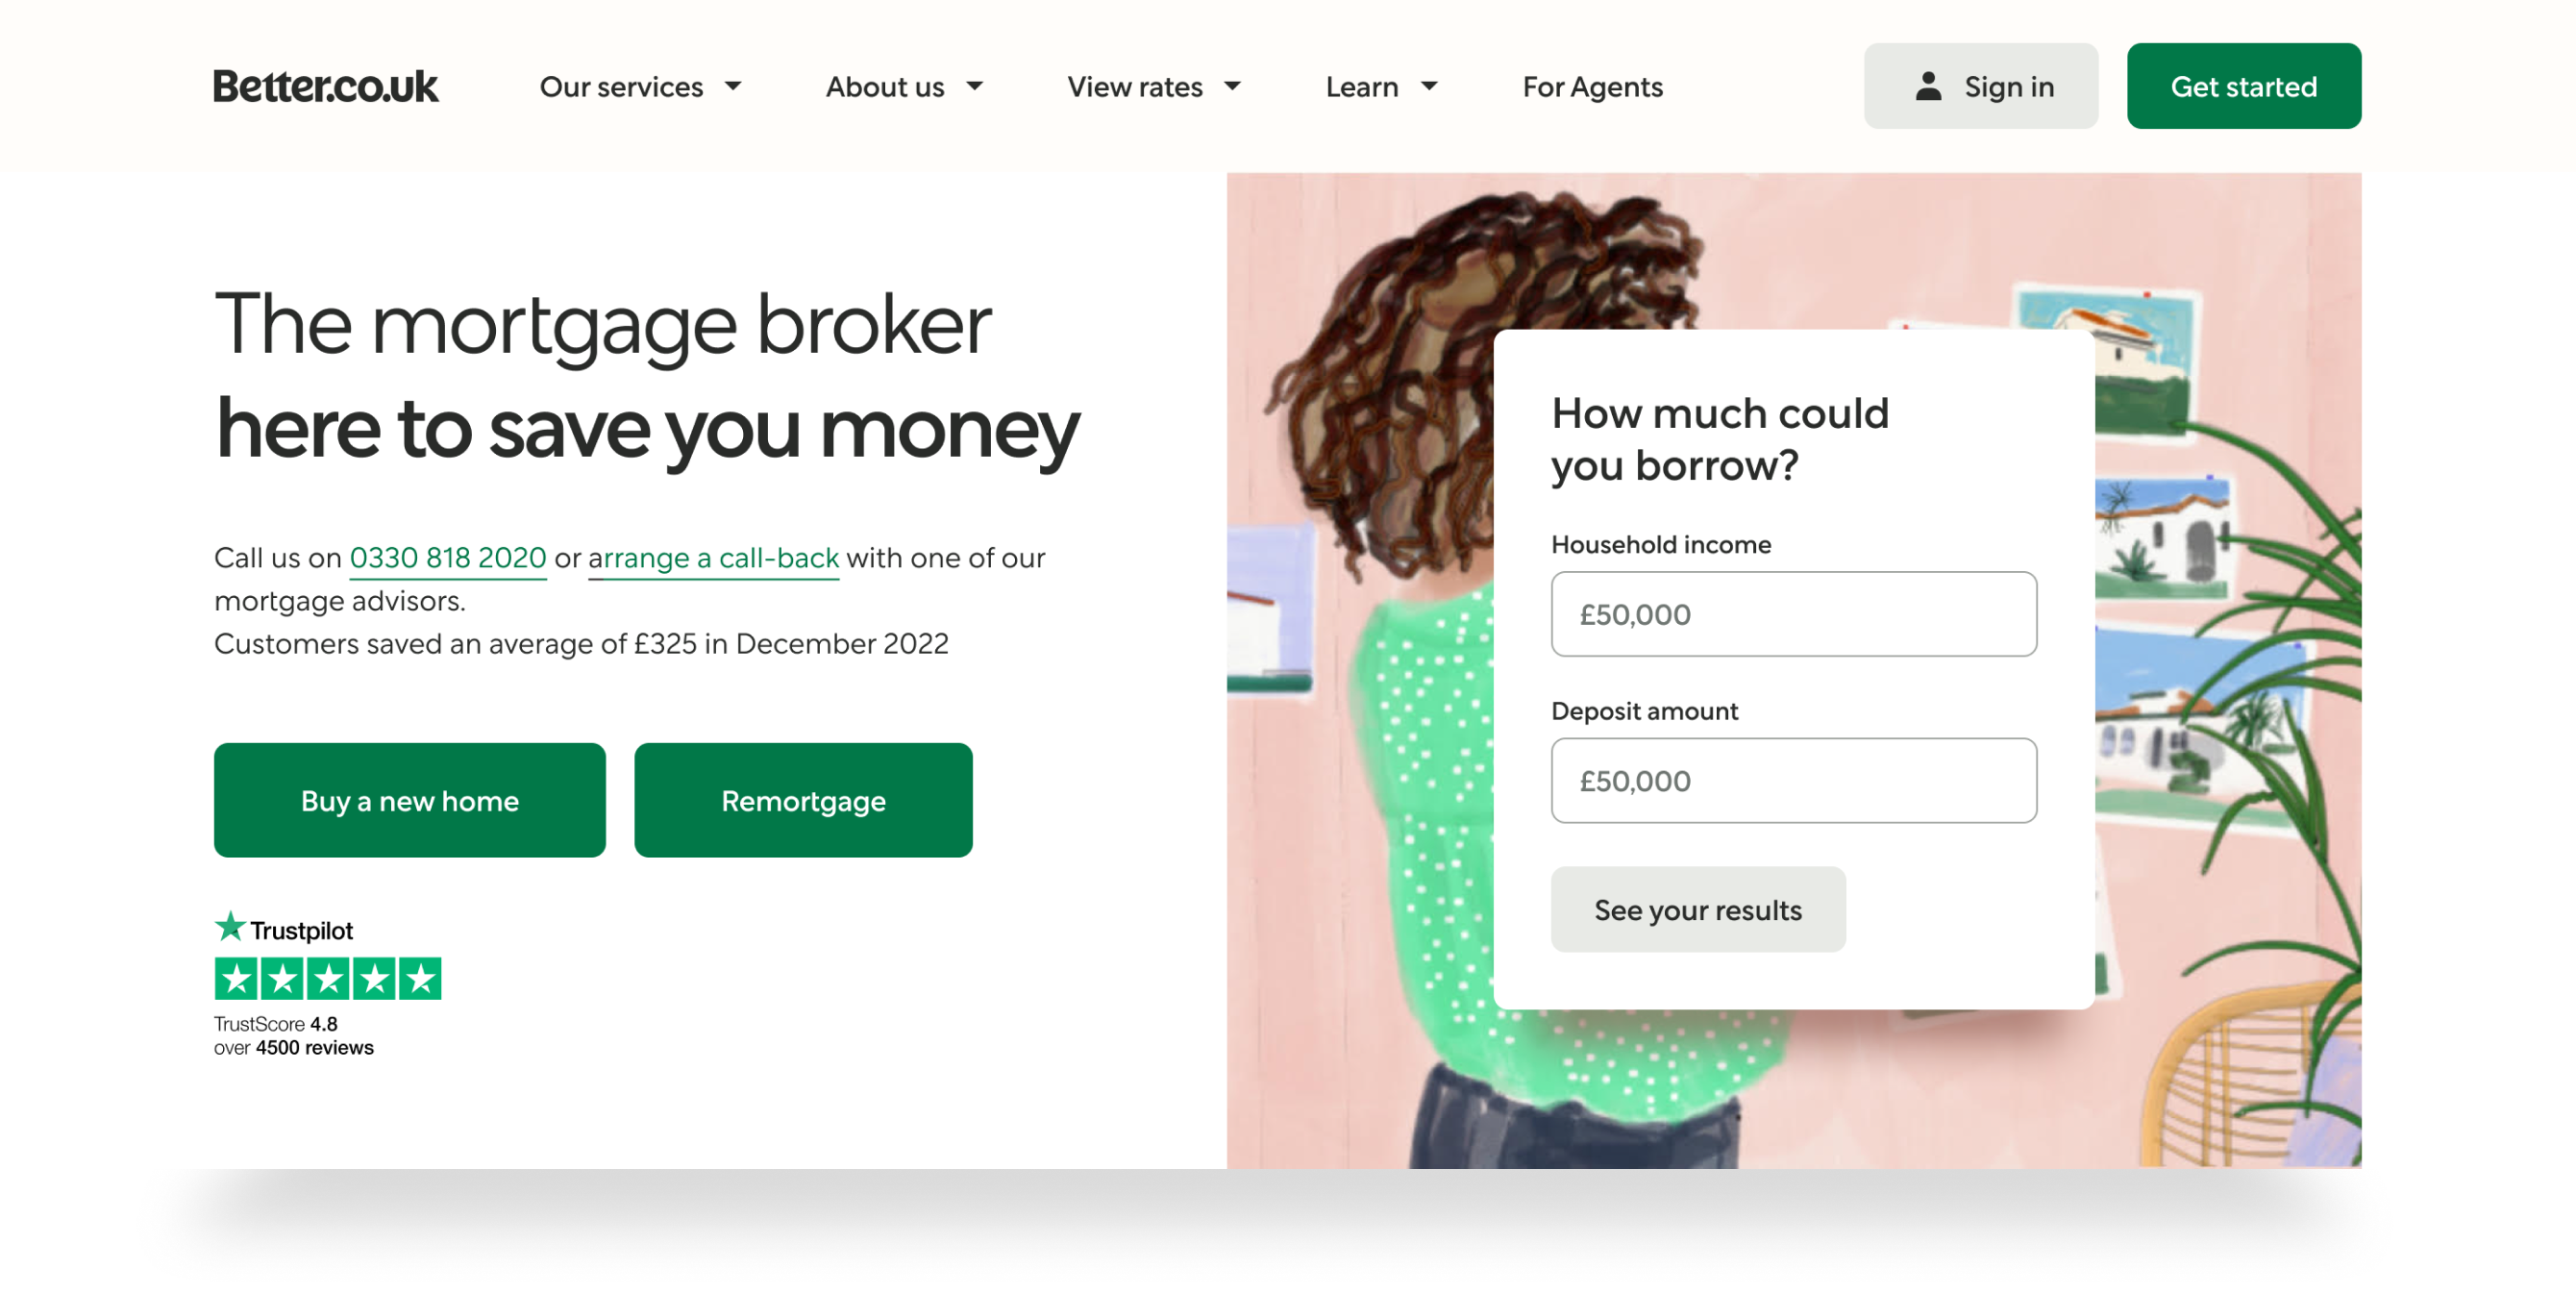 Better.co.uk
Our services
About us
View rates
Learn
For Agents
Sign in
Get started
The mortgage broker
here to save you money
Call us on 0330 818 2020 or arrange a call-back with one of our
mortgage advisors.
Customers saved an average of £325 in December 2022
Buy a new home
Remortgage
Trustpilot
TrustScore 4.8
over 4500 reviews
How much could
you borrow?
Household income
£50,000
Deposit amount
£50,000
See your results